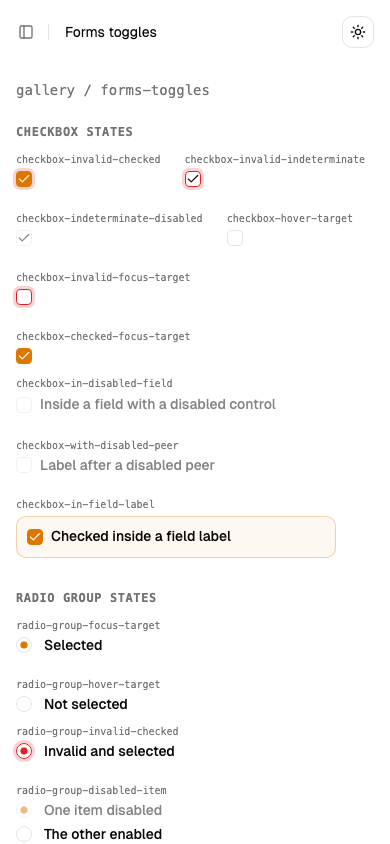 Forms toggles
gallery / forms-toggles
CHECKBOX STATES
checkbox-invalid-checked
checkbox-invalid-indeterminate
checkbox-indeterminate-disabled
checkbox-hover-target
checkbox-invalid-focus-target
checkbox-checked-focus-target
checkbox-in-disabled-field
Inside a field with a disabled control
checkbox-with-disabled-peer
Label after a disabled peer
checkbox-in-field-label
Checked inside a field label
RADIO GROUP STATES
radio-group-focus-target
Selected
radio-group-hover-target
Not selected
radio-group-invalid-checked
Invalid and selected
radio-group-disabled-item
One item disabled
The other enabled